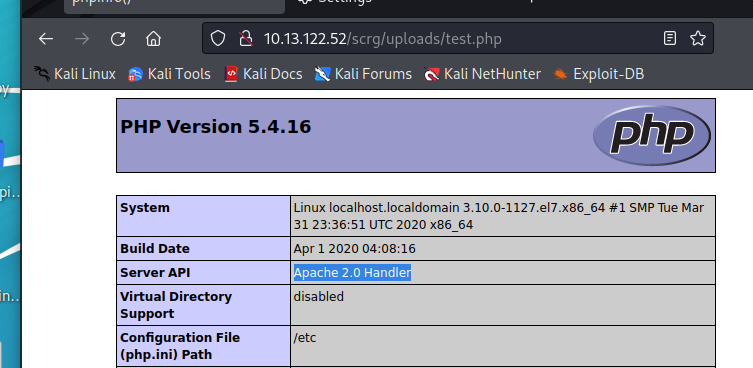 phpinfo()
Settings
10.13.122.52/scrg/uploads/test.php
Kali Linux
Kali Tools
Kali Docs
Kali Forums
Kali NetHunter
Exploit-DB
PHP Version 5.4.16
php
System
Linux localhost.localdomain 3.10.0-1127.el7.x86_64 #1 SMP Tue Mar
31 23:36:51 UTC 2020 x86_64
Build Date
Apr 1 2020 04:08:16
Server API
Apache 2.0 Handler
Virtual Directory
Support
disabled
Configuration File
(php.ini) Path
/etc